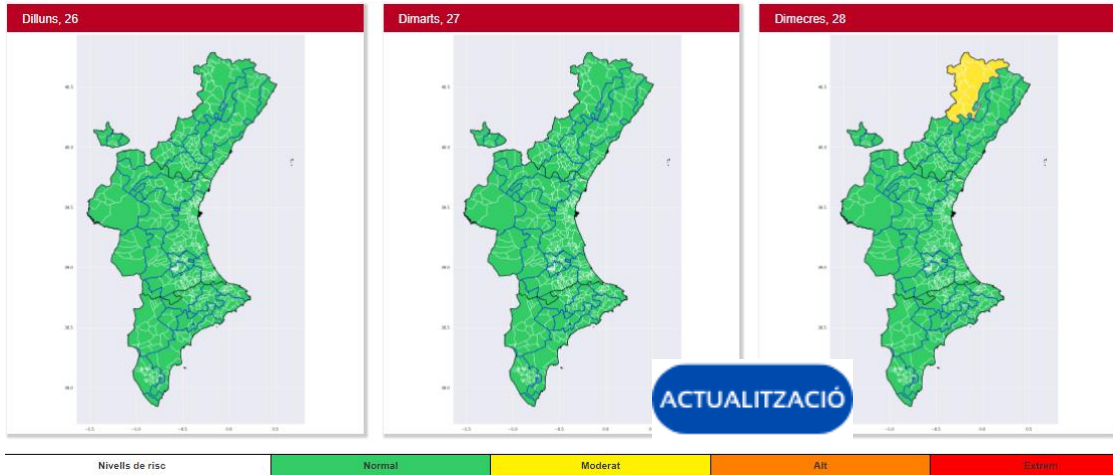 Dilluns, 26
Dimarts, 27
Dimecres, 28
ACTUALITZACIÓ
Nivells de risc
Normal
Moderat
Alt
Extrem